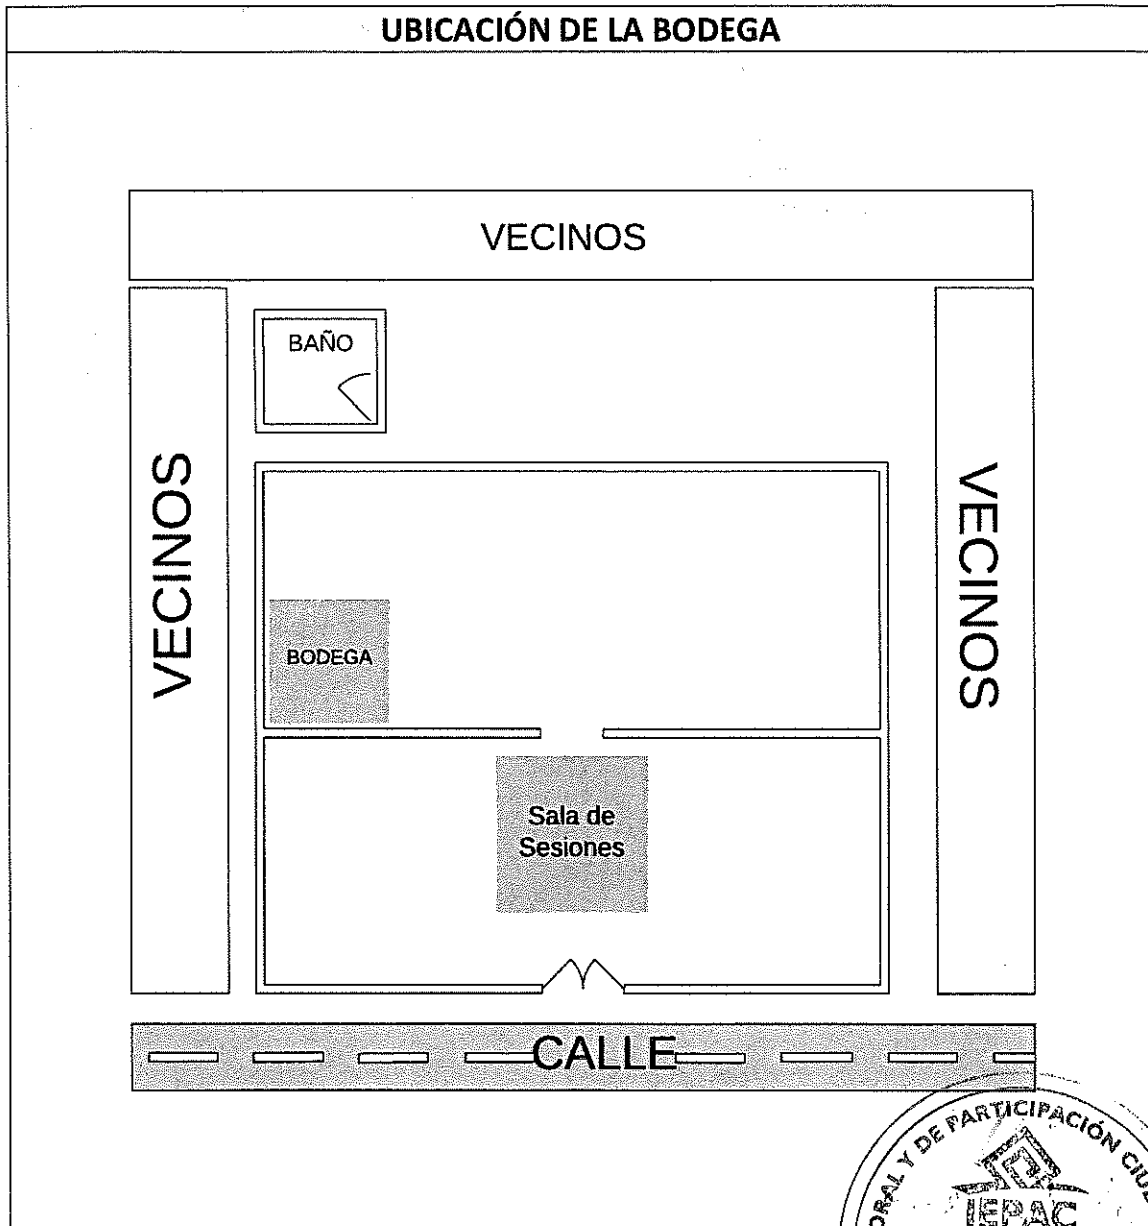 UBICACIÓN DE LA BODEGA
VECINOS
BAÑO
VECINOS
VECINOS
BODEGA
Sala de
Sesiones
CALLE
Y DE PARTICIPACIÓN
IEPAC